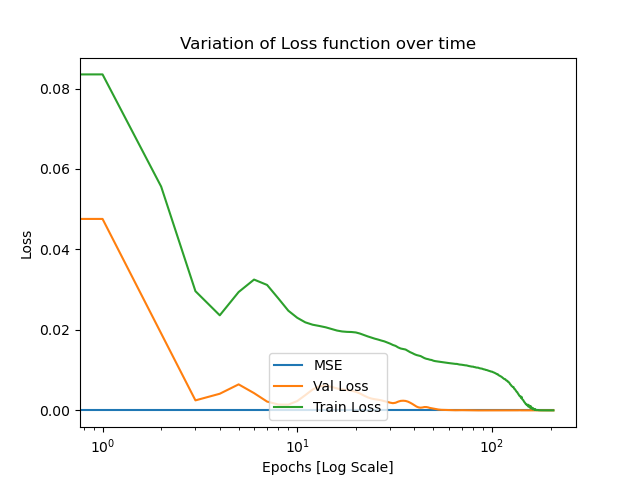 Variation of Loss function over time
Loss
0.08
0.06
0.04
0.02
0.00
MSE
Val Loss
Train Loss
10⁰
10¹
10²
Epochs [Log Scale]